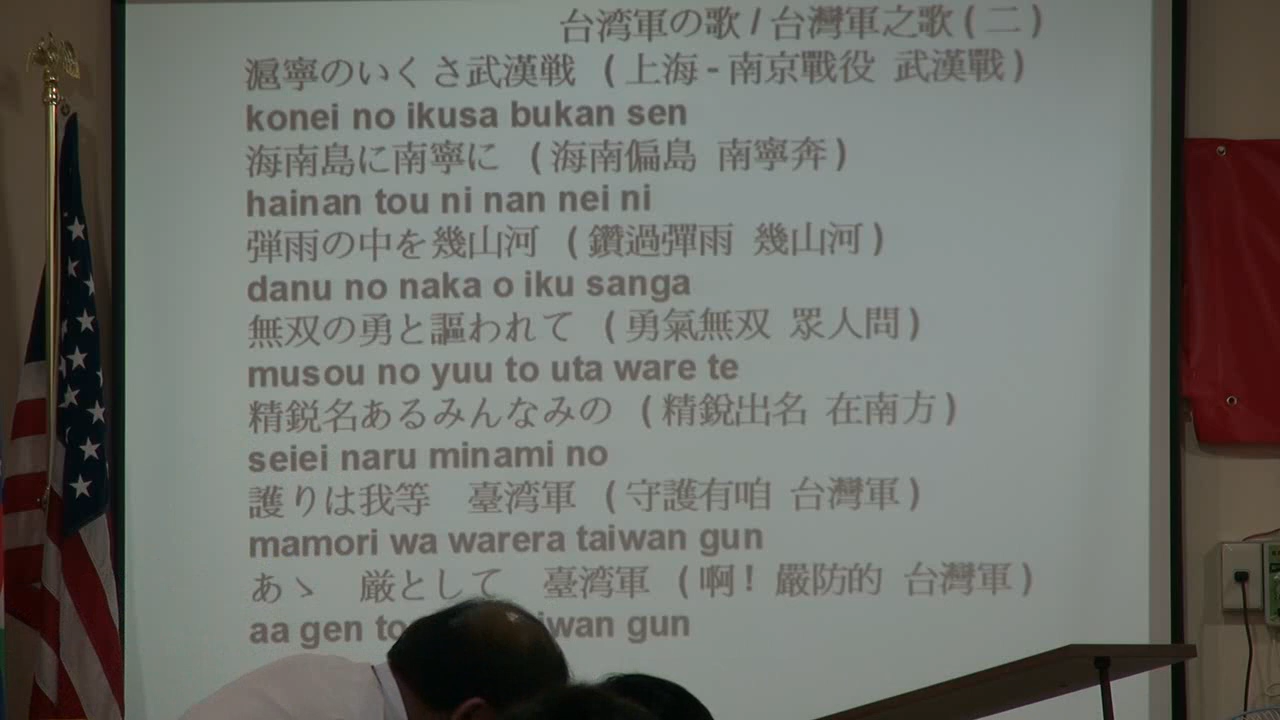 台湾軍の歌 / 台灣軍之歌 ( 二 )
滬寧のいくさ武漢戦 ( 上海 - 南京戰役 武漢戰 )
konei no ikusa bukan sen
海南島に南寧に ( 海南偏島 南寧奔 )
hainan tou ni nan nei ni
弾雨の中を幾山河 ( 鑽過彈雨 幾山河 )
danu no naka o iku sanga
無双の勇と謳われて ( 勇氣無双 眾人問 )
musou no yuu to uta ware te
精鋭名あるみんなみの ( 精銳出名 在南方 )
seiei naru minami no
護りは我等 臺湾軍 ( 守護有咱 台灣軍 )
mamori wa warera taiwan gun
あゝ 厳として 臺湾軍 ( 啊! 嚴防的 台灣軍 )
aa gen to iwan gun